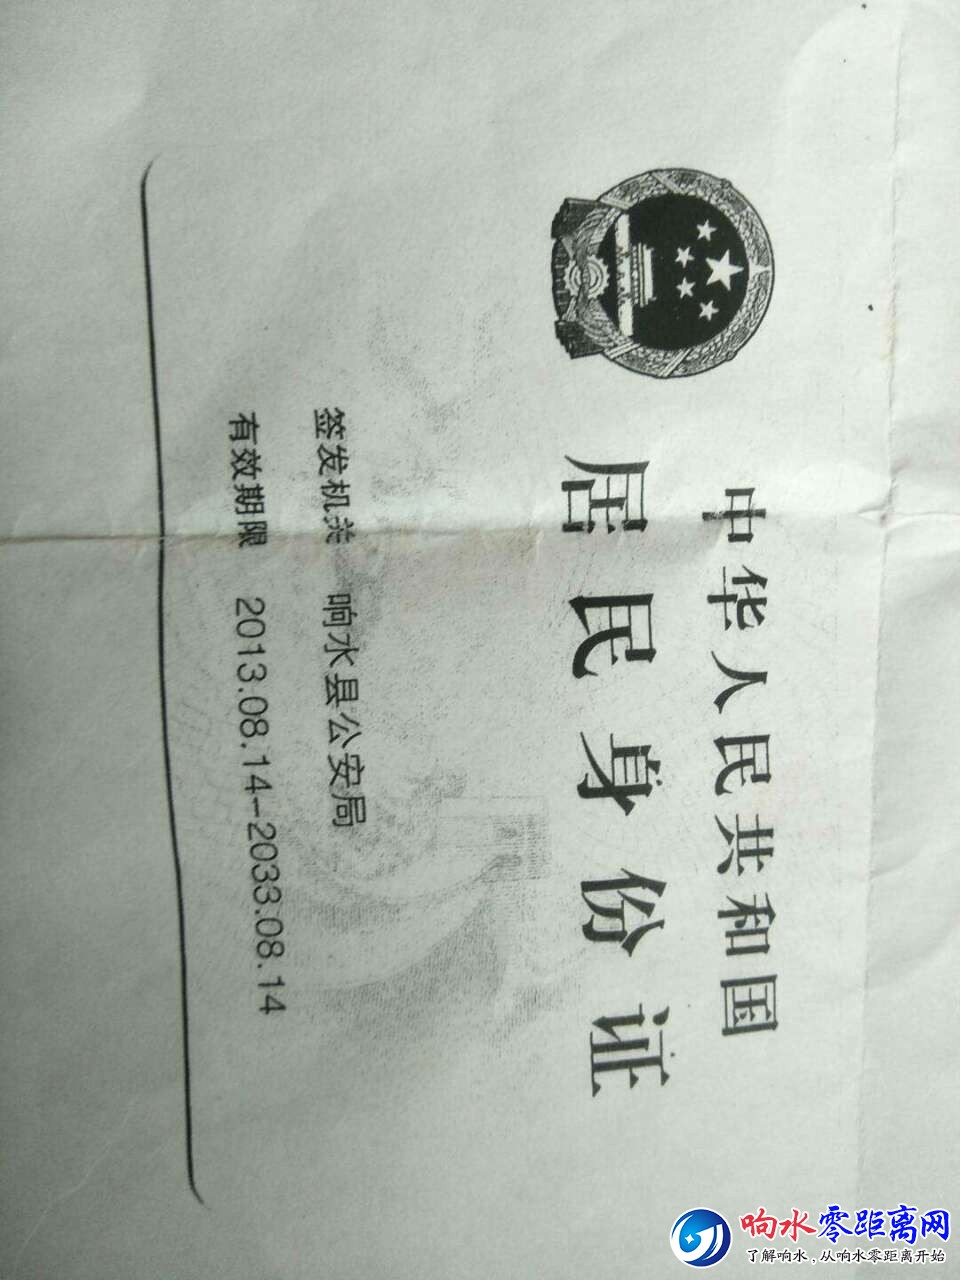 中华人民共和国
居民身份证
签发机关 响水县公安局
有效期限 2013.08.14-2033.08.14
响水零距离网
了解响水，从响水零距离开始